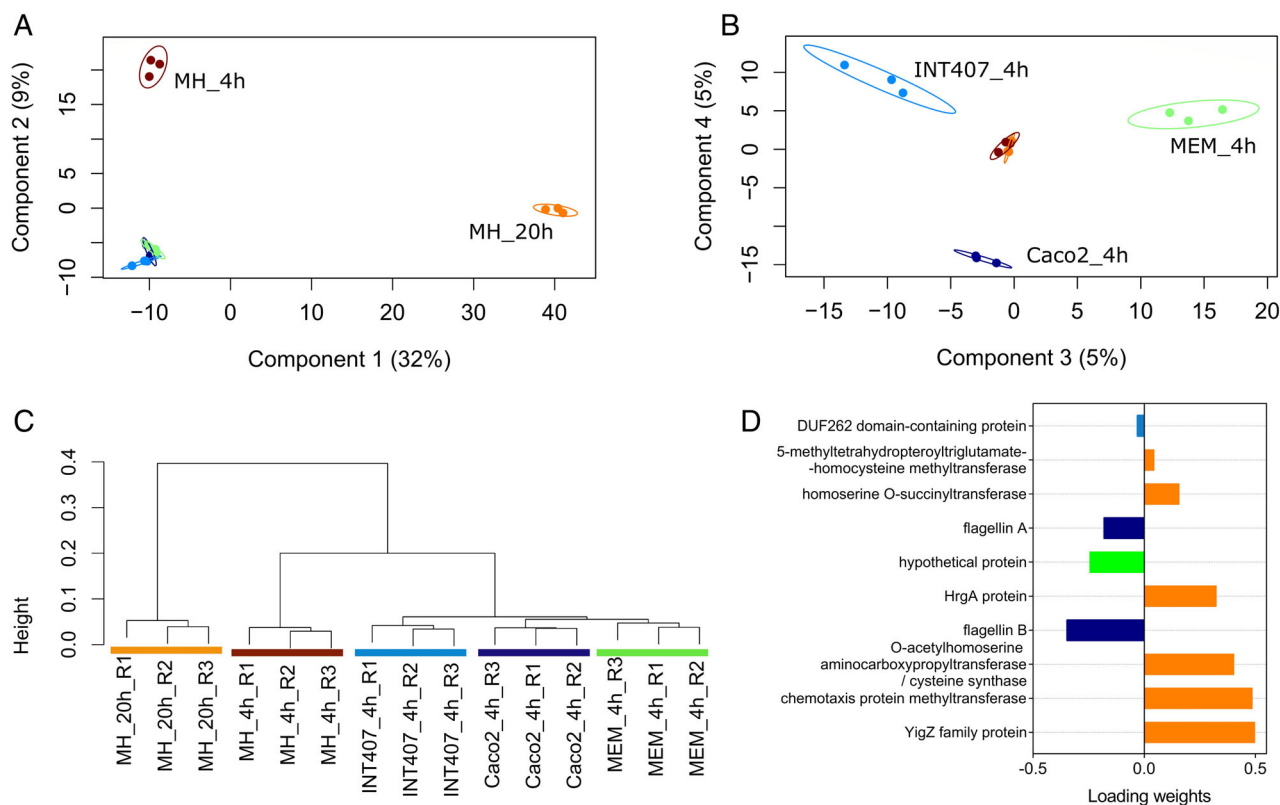 A
Component 2 (9%)
15
5
0
−10
MH_4h
MH_20h
−10
0
10
20
30
40
Component 1 (32%)
B
Component 4 (5%)
10
5
0
−5
−15
INT407_4h
MEM_4h
Caco2_4h
−15
−10
−5
0
5
10
15
20
Component 3 (5%)
C
Height
0.4
0.3
0.2
0.1
0.0
MH_20h_R1
MH_20h_R2
MH_20h_R3
MH_4h_R1
MH_4h_R2
MH_4h_R3
INT407_4h_R1
INT407_4h_R2
INT407_4h_R3
Caco2_4h_R3
Caco2_4h_R1
Caco2_4h_R2
MEM_4h_R3
MEM_4h_R1
MEM_4h_R2
D
DUF262 domain-containing protein
5-methyltetrahydropteroyltriglutamate-
-homocysteine methyltransferase
homoserine O-succinyltransferase
flagellin A
hypothetical protein
HrgA protein
flagellin B
O-acetylhomoserine
aminocarboxypropyltransferase
/ cysteine synthase
chemotaxis protein methyltransferase
YigZ family protein
-0.5
0.0
0.5
Loading weights